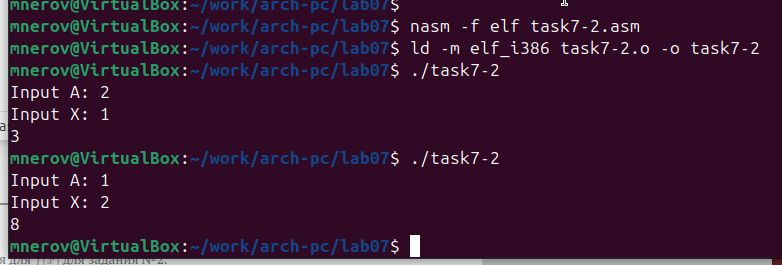 mnerov@VirtualBox:~/work/arch-pc/lab07$
mnerov@VirtualBox:~/work/arch-pc/lab07$ nasm -f elf task7-2.asm
mnerov@VirtualBox:~/work/arch-pc/lab07$ ld -m elf_i386 task7-2.o -o task7-2
mnerov@VirtualBox:~/work/arch-pc/lab07$ ./task7-2
Input A: 2
Input X: 1
3
mnerov@VirtualBox:~/work/arch-pc/lab07$ ./task7-2
Input A: 1
Input X: 2
8
mnerov@VirtualBox:~/work/arch-pc/lab07$
для задания №2.